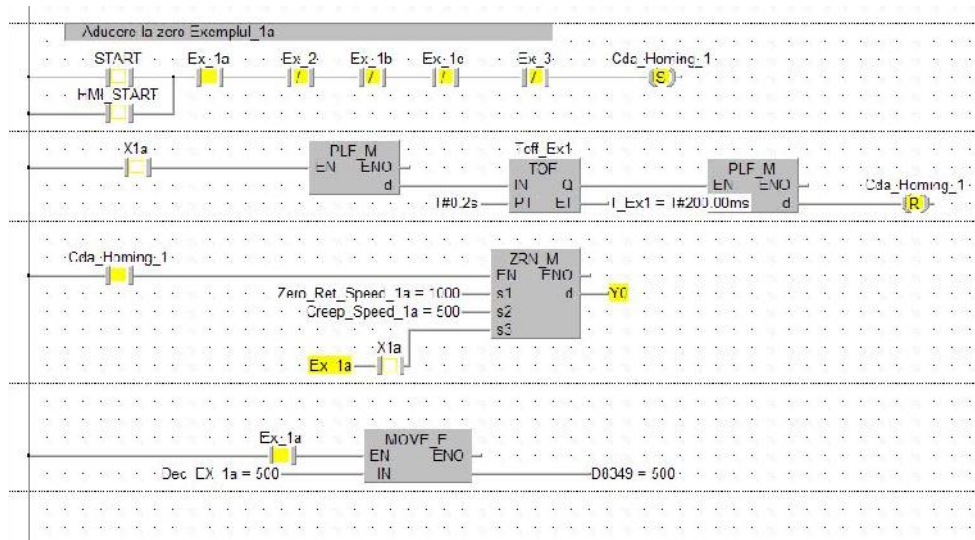 Aducere la zero Exemplul_1a
START Ex_1a Ex_2 Ex_1b Ex_1c Ex_3 Cda_Homing_1
/ / / / S
HMI_START
X1a PLF_M Toff_Ex1
EN ENO TOF PLF_M
d IN Q EN ENO Cda_Homing_1
T#0.2s PT ET T_Ex1 = T#200.00ms d R
Cda_Homing_1 ZRN_M
EN ENO
Zero_Ret_Speed_1a = 1000 s1 d Y0
Creep_Speed_1a = 500 s2
s3
X1a
Ex_1a
Ex_1a MOVE_E
EN ENO
Dec_EX_1a = 500 IN D8349 = 500